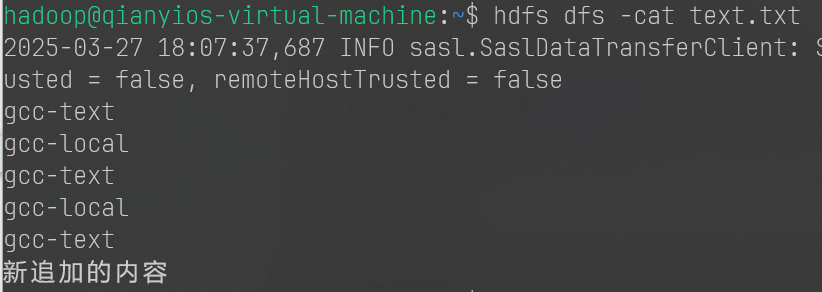 hadoop@qianyios-virtual-machine:~$ hdfs dfs -cat text.txt
2025-03-27 18:07:37,687 INFO sasl.SaslDataTransferClient:
usted = false, remoteHostTrusted = false
gcc-text
gcc-local
gcc-text
gcc-local
gcc-text
新追加的内容